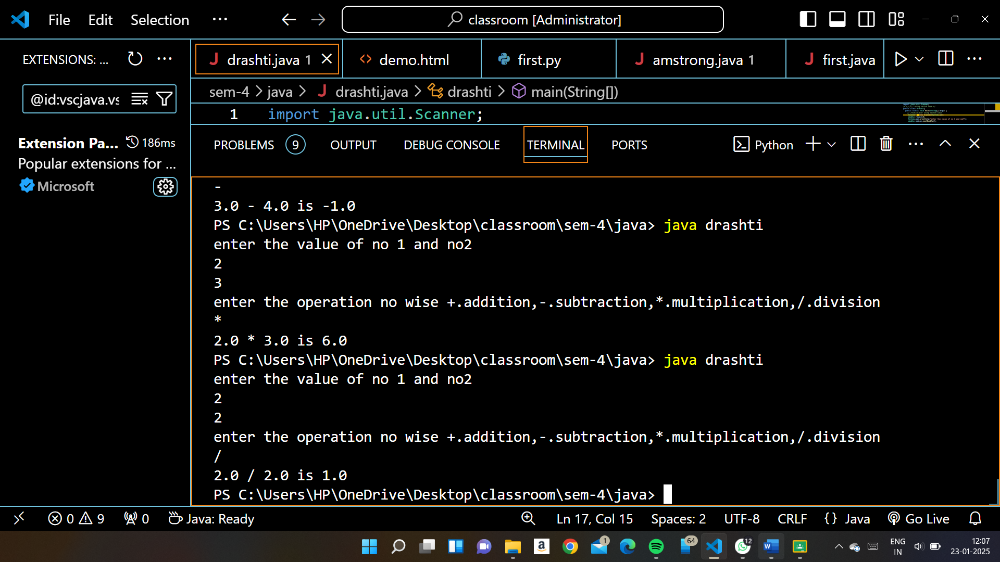 File Edit Selection ... classroom [Administrator]
EXTENSIONS: ...
drashti.java 1 demo.html first.py amstrong.java 1 first.java
@id:vscjava.vs
sem-4 > java > drashti.java > drashti > main(String[])
1 import java.util.Scanner;
Extension Pa... 186ms
Popular extensions for ...
Microsoft
PROBLEMS 9 OUTPUT DEBUG CONSOLE TERMINAL PORTS Python
-
3.0 - 4.0 is -1.0
PS C:\Users\HP\OneDrive\Desktop\classroom\sem-4\java> java drashti
enter the value of no 1 and no2
2
3
enter the operation no wise +.addition,-.subtraction,*.multiplication,/.division
*
2.0 * 3.0 is 6.0
PS C:\Users\HP\OneDrive\Desktop\classroom\sem-4\java> java drashti
enter the value of no 1 and no2
2
2
enter the operation no wise +.addition,-.subtraction,*.multiplication,/.division
/
2.0 / 2.0 is 1.0
PS C:\Users\HP\OneDrive\Desktop\classroom\sem-4\java>
0 9 0 Java: Ready Ln 17, Col 15 Spaces: 2 UTF-8 CRLF {} Java Go Live
a 1 64 12 W ENG
IN
12:07
23-01-2025